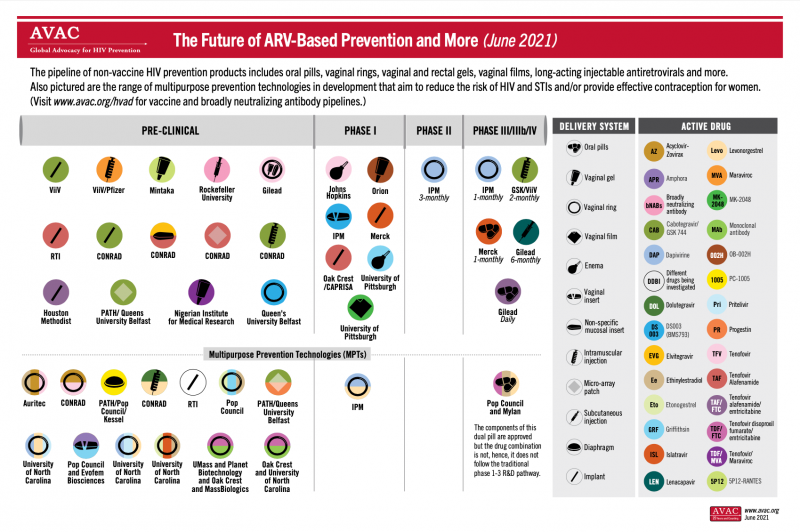 AVAC
Global Advocacy for HIV Prevention
The Future of ARV-Based Prevention and More (June 2021)
The pipeline of non-vaccine HIV prevention products includes oral pills, vaginal rings, vaginal and rectal gels, vaginal films, long-acting injectable antiretrovirals and more.
Also pictured are the range of multipurpose prevention technologies in development that aim to reduce the risk of HIV and STIs and/or provide effective contraception for women.
(Visit www.avac.org/hvad for vaccine and broadly neutralizing antibody pipelines.)
PRE-CLINICAL
ViiV
ViiV/Pfizer
Mintaka
Rockefeller
University
Gilead
RTI
CONRAD
CONRAD
CONRAD
CONRAD
Houston
Methodist
PATH/ Queens
University Belfast
Nigerian Institute
for Medical Research
Queen's
University Belfast
PHASE I
Johns
Hopkins
Orion
IPM
Merck
Oak Crest
/CAPRISA
University of
Pittsburgh
University of
Pittsburgh
PHASE II
IPM
3-monthly
PHASE III/IIIb/IV
IPM
1-monthly
GSK/ViiV
2-monthly
Merck
1-monthly
Gilead
6-monthly
Gilead
Daily
Multipurpose Prevention Technologies (MPTs)
Auritec
CONRAD
PATH/Pop
Council/
Kessel
CONRAD
RTI
Pop
Council
PATH/Queens
University
Belfast
IPM
Pop Council
and Mylan
The components of
this dual pill are approved
but the drug combination
is not, hence, it does
not follow the traditional
phase 1-3 R&D pathway.
University of
North Carolina
Pop Council
and Evofem
Biosciences
University of
North Carolina
University of
North Carolina
UMass and Planet
Biotechnology
and Oak Crest
and MassBiologics
Oak Crest
and University of
North Carolina
DELIVERY SYSTEM
Oral pills
Vaginal gel
Vaginal ring
Vaginal film
Enema
Vaginal
insert
Non-specific
mucosal insert
Intramuscular
injection
Micro-array
patch
Subcutaneous
injection
Diaphragm
Implant
ACTIVE DRUG
AZ Acyclovir-
Zovirax
APR Amphora
bNABs Broadly
neutralizing
antibody
CAB Cabotegravir/
GSK 744
DAP Dapivirine
DDBI Different
drugs being
investigated
DOL Dolutegravir
DS
003 DS003
(BMS793)
EVG Elvitegravir
Ee Ethinylestradiol
Eto Etonogestrel
GRF Griffithsin
ISL Islatravir
LEN Lenacapavir
Levo Levonorgestrel
MVA Maraviroc
MK-
2048 MK-2048
MAb Monoclonal
antibody
002H OB-002H
1005 PC-1005
Pri Pritelivir
PR Progestin
TFV Tenofovir
TAF Tenofovir
Alafenamide
TAF/
FTC Tenofovir
alafenamide/
emtricitabine
TDF/
FTC Tenofovir disoproxil
fumarate/
emtricitabine
TDF/
MVA Tenofovir/
Maraviroc
5P12 5P12-RANTES
AVAC
www.avac.org
June 2021